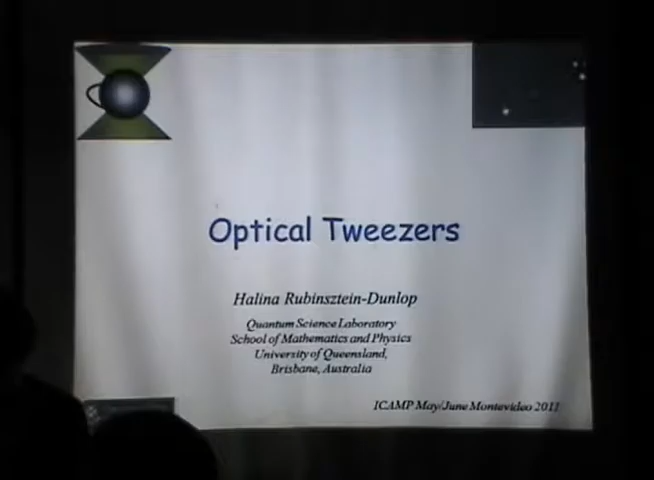 Optical Tweezers
Halina Rubinsztein-Dunlop
Quantum Science Laboratory
School of Mathematics and Physics
University of Queensland,
Brisbane, Australia
ICAMP May/June Montevideo 2011